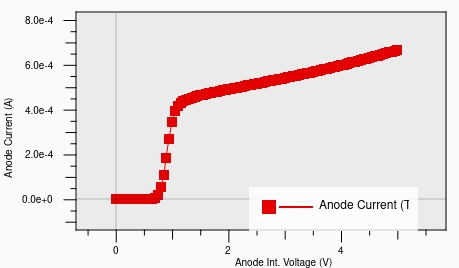 8.0e-4
6.0e-4
4.0e-4
2.0e-4
0.0e+0
Anode Current (A)
Anode Current (T
0 2 4
Anode Int. Voltage (V)